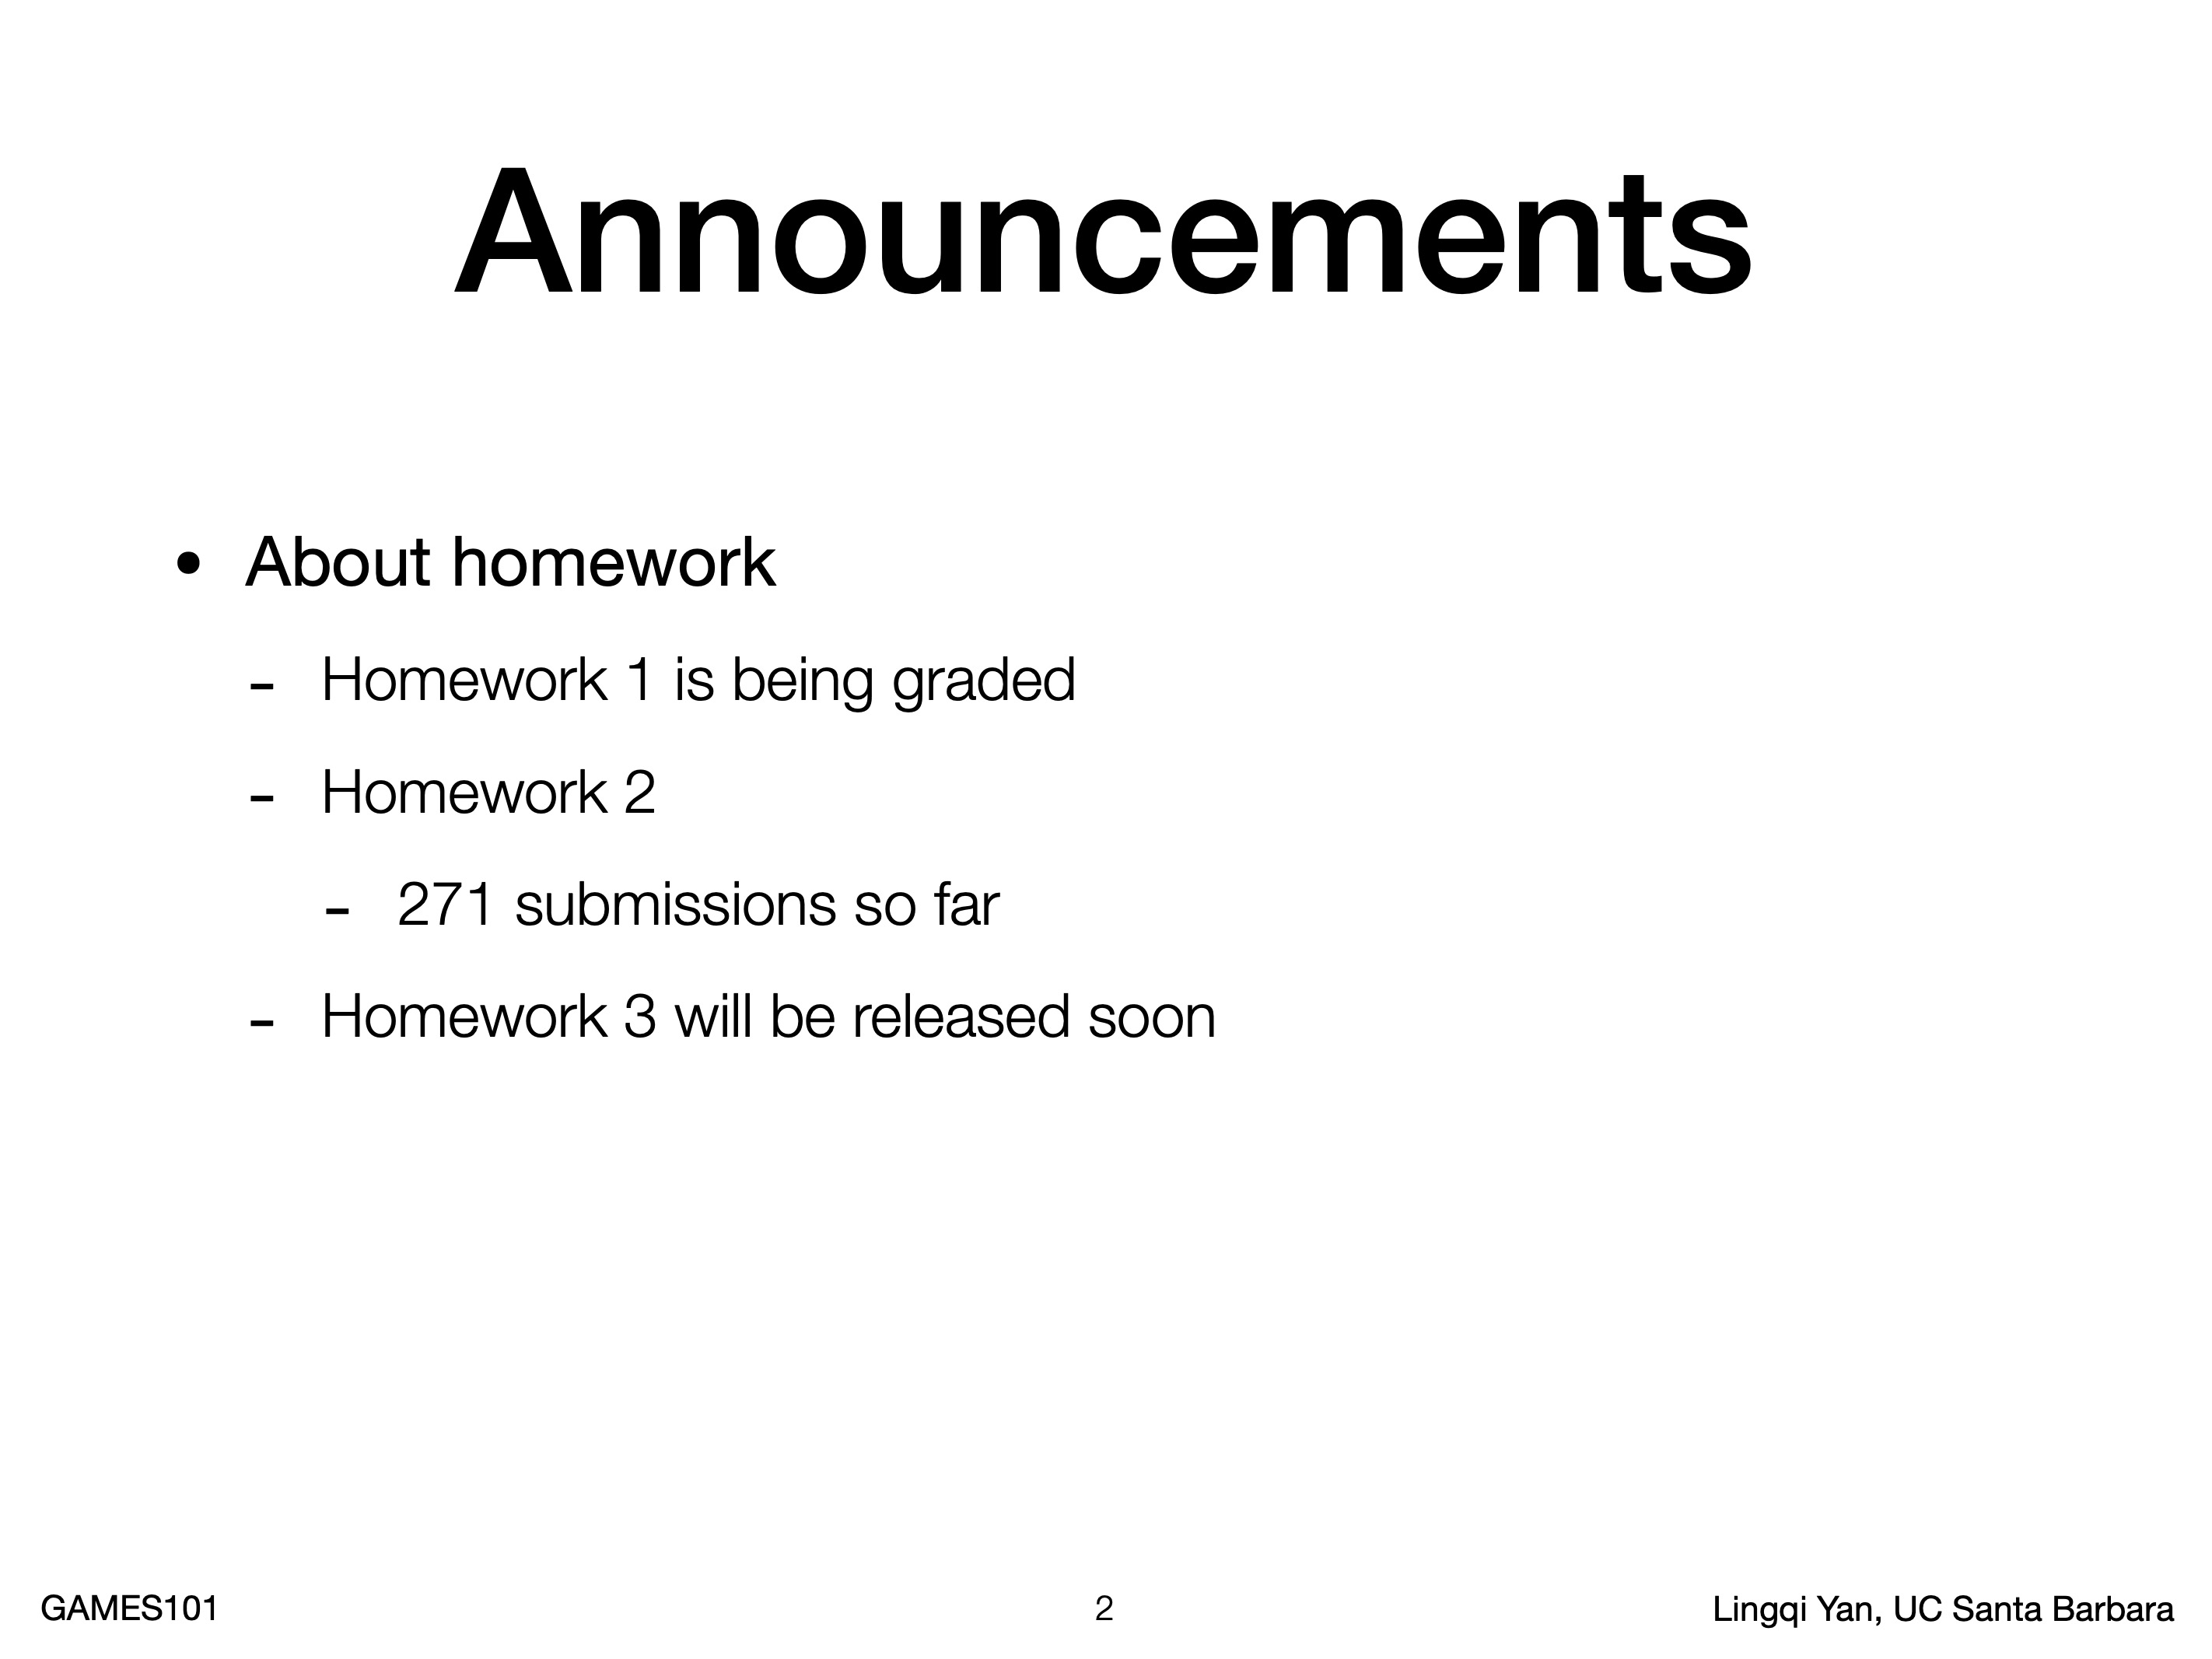 Announcements
• About homework
- Homework 1 is being graded
- Homework 2
- 271 submissions so far
- Homework 3 will be released soon
GAMES101
2
Lingqi Yan, UC Santa Barbara